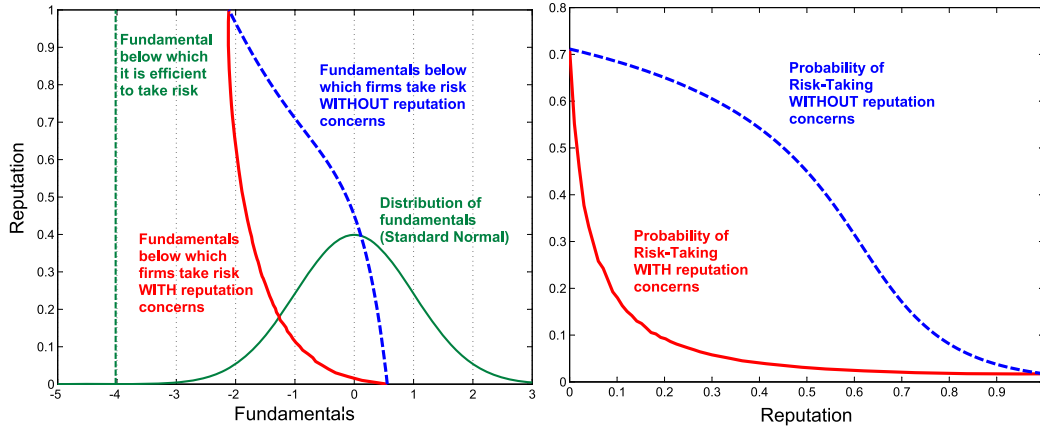 1
0.9
0.8
0.7
0.6
0.5
0.4
0.3
0.2
0.1
0
Reputation
Fundamental
below which
it is efficient
to take risk
Fundamentals below
which firms take risk
WITHOUT reputation
concerns
Distribution of
fundamentals
(Standard Normal)
Fundamentals
below which
firms take risk
WITH reputation
concerns
-5 -4 -3 -2 -1 0 1 2 3
Fundamentals
0.8
0.7
0.6
0.5
0.4
0.3
0.2
0.1
0
Probability of
Risk-Taking
WITHOUT reputation
concerns
Probability of
Risk-Taking
WITH reputation
concerns
0 0.1 0.2 0.3 0.4 0.5 0.6 0.7 0.8 0.9
Reputation